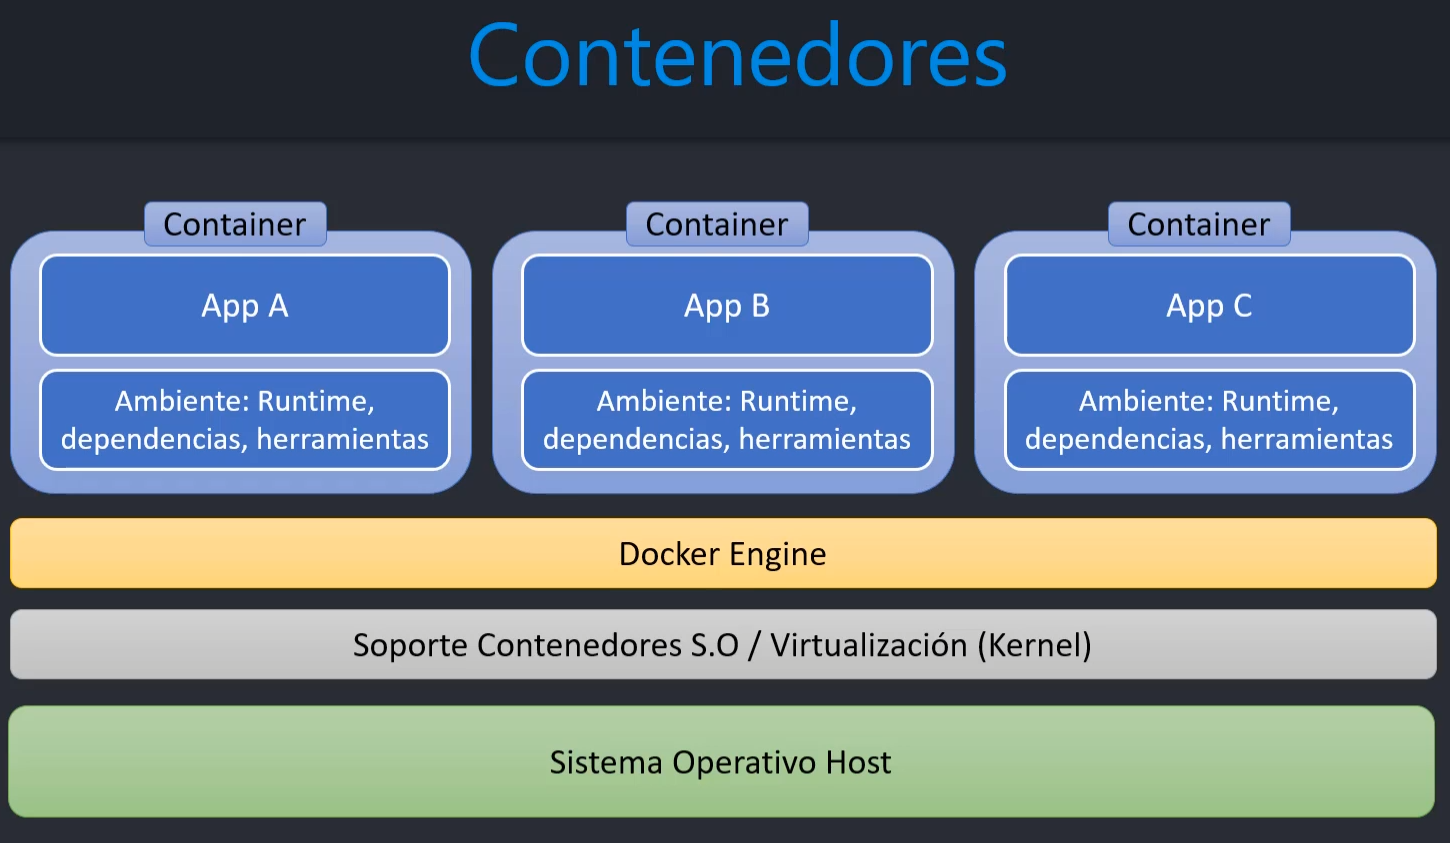 Contenedores
Container
App A
Ambiente: Runtime,
dependencias, herramientas
Container
App B
Ambiente: Runtime,
dependencias, herramientas
Container
App C
Ambiente: Runtime,
dependencias, herramientas
Docker Engine
Soporte Contenedores S.O / Virtualización (Kernel)
Sistema Operativo Host